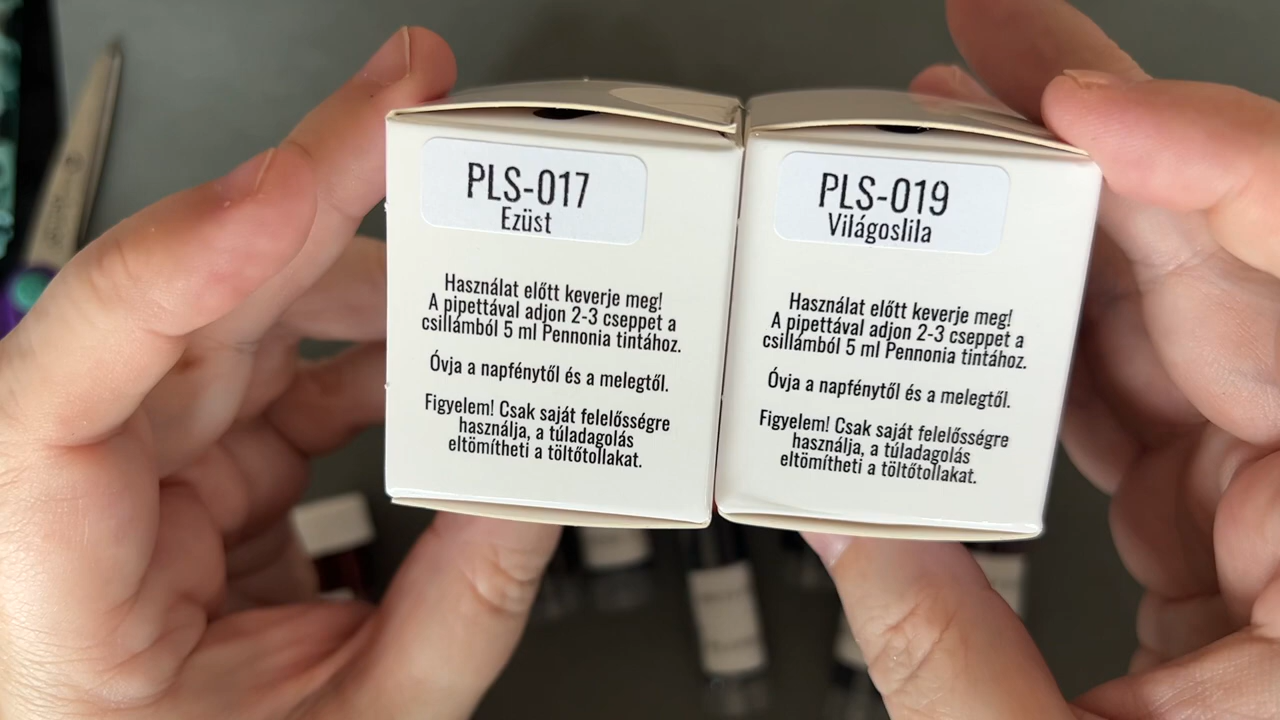 PLS-017
Ezüst
Használat előtt keverje meg!
A pipettával adjon 2-3 cseppet a
csillámból 5 ml Pennonia tintához.
Óvja a napfénytől és a melegtől.
Figyelem! Csak saját felelősségre
használja, a túladagolás
eltömítheti a töltőtollakat.
PLS-019
Világoslila
Használat előtt keverje meg!
A pipettával adjon 2-3 cseppet a
csillámból 5 ml Pennonia tintához.
Óvja a napfénytől és a melegtől.
Figyelem! Csak saját felelősségre
használja, a túladagolás
eltömítheti a töltőtollakat.